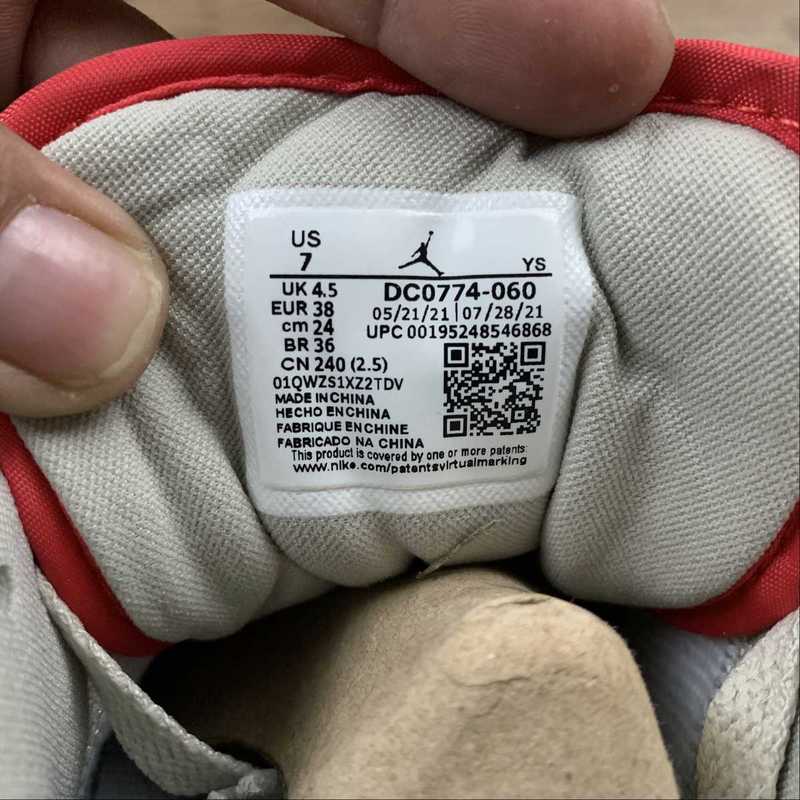 US
7
YS
UK 4.5
EUR 38
cm 24
BR 36
CN 240 (2.5)
DC0774-060
05/21/21 | 07/28/21
UPC 00195248546868
01QWZS1XZ2TDV
MADE IN CHINA
HECHO EN CHINA
FABRIQUE EN CHINE
FABRICADO NA CHINA
This product is covered by one or more patents:
www.nike.com/patentsvirtualmarking